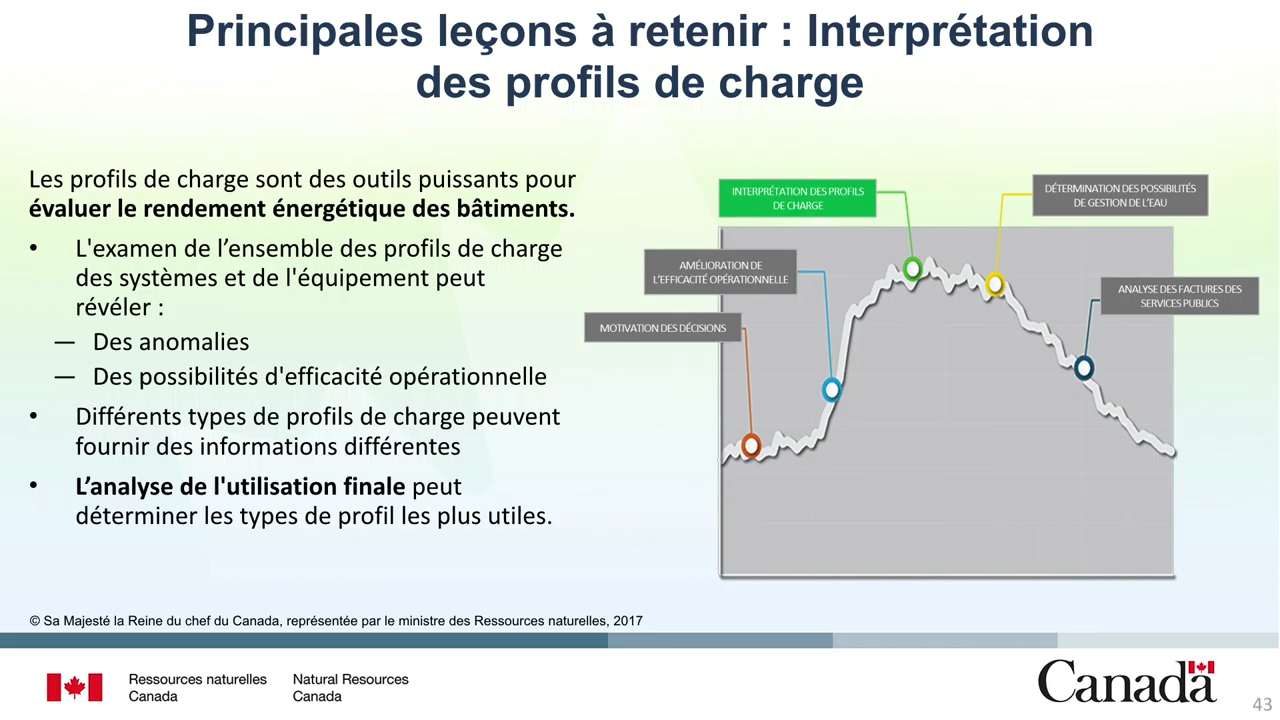 Principales leçons à retenir : Interprétation
des profils de charge
Les profils de charge sont des outils puissants pour
évaluer le rendement énergétique des bâtiments.
• L'examen de l’ensemble des profils de charge
des systèmes et de l'équipement peut
révéler :
— Des anomalies
— Des possibilités d'efficacité opérationnelle
• Différents types de profils de charge peuvent
fournir des informations différentes
• L’analyse de l'utilisation finale peut
déterminer les types de profil les plus utiles.
INTERPRÉTATION DES PROFILS
DE CHARGE
DÉTERMINATION DES POSSIBILITÉS
DE GESTION DE L’EAU
AMÉLIORATION DE
L’EFFICACITÉ OPÉRATIONNELLE
ANALYSE DES FACTURES DES
SERVICES PUBLICS
MOTIVATION DES DÉCISIONS
© Sa Majesté la Reine du chef du Canada, représentée par le ministre des Ressources naturelles, 2017
Ressources naturelles
Canada
Natural Resources
Canada
Canada
43